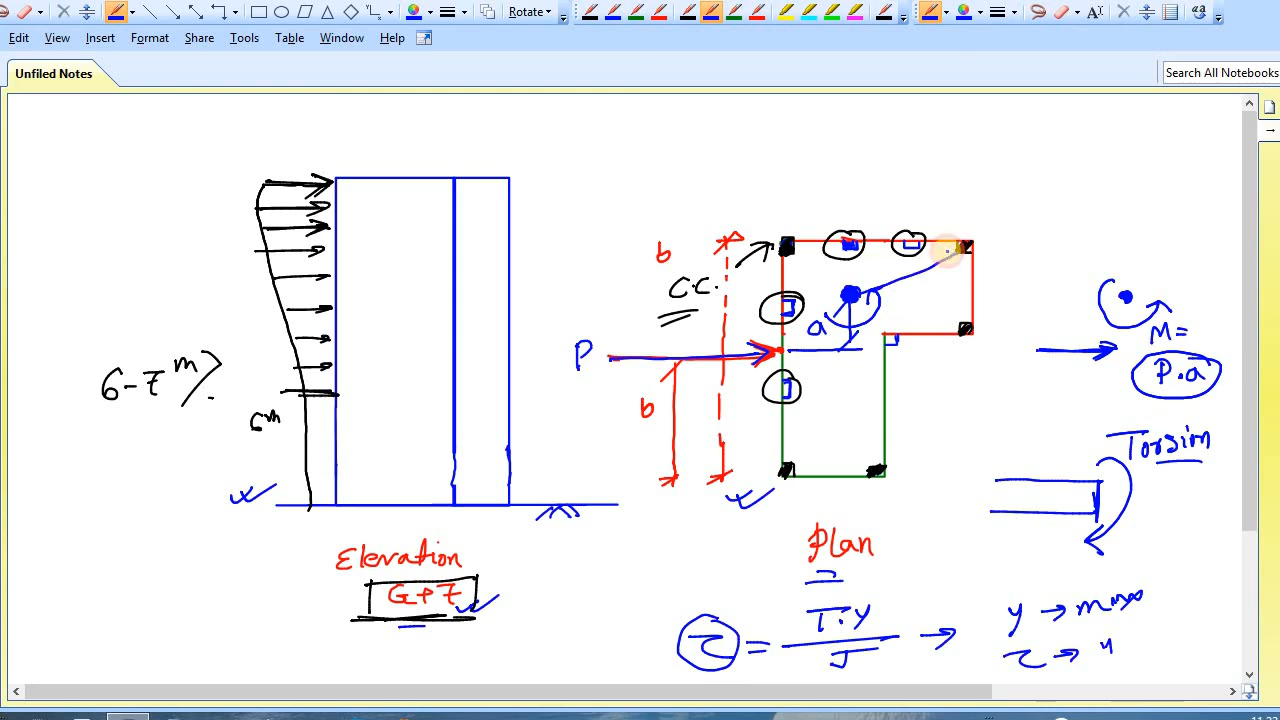 Rotate
Edit View Insert Format Share Tools Table Window Help
Unfiled Notes
Search All Notebooks
6-7 m
6m
Elevation
G+7
b
C.C.
P
a
b
Plan
M=
P.a
Torsion
τ = T.y / J → y → max
τ → "